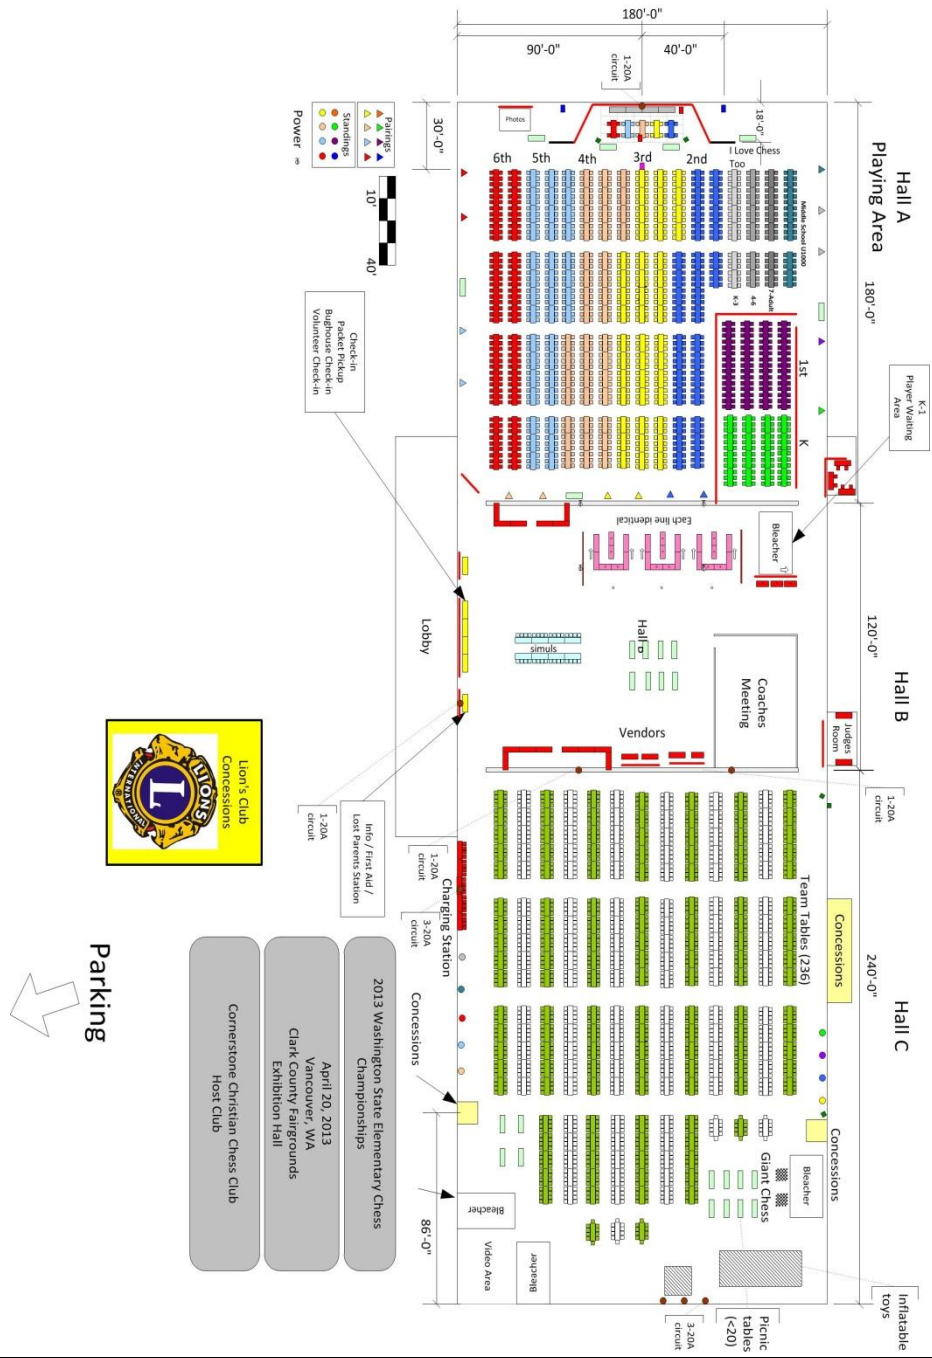 180'-0"
90'-0"
40'-0"
1-20A
circuit
18'-0"
30'-0"
Photos
Pairings
Standings
Power
10'
40'
Hall A
Playing Area
180'-0"
6th
5th
4th
3rd
2nd
I Love Chess
Too
Middle School U1000
K-3
4-6
7-Adult
1st
K
K-1
Player Waiting
Area
Check-in
Packet Pickup
Bughouse Check-in
Volunteer Check-in
Each line identical
Bleacher
Lobby
simuls
Hall B
Coaches
Meeting
120'-0"
Hall B
Judges
Room
Vendors
1-20A
circuit
Lion's Club
Concessions
LIONS
L
INTERNATIONAL
1-20A
circuit
Info / First Aid /
Lost Parents Station
1-20A
circuit
Charging Station
3-20A
circuit
Team Tables (236)
Concessions
240'-0"
Hall C
Parking
2013 Washington State Elementary Chess
Championships
April 20, 2013
Vancouver, WA
Clark County Fairgrounds
Exhibition Hall
Cornerstone Christian Chess Club
Host Club
Concessions
Concessions
Giant Chess
Bleacher
86'-0"
Bleacher
Video Area
Bleacher
3-20A
circuit
Picnic
tables
(<20)
Inflatable
toys